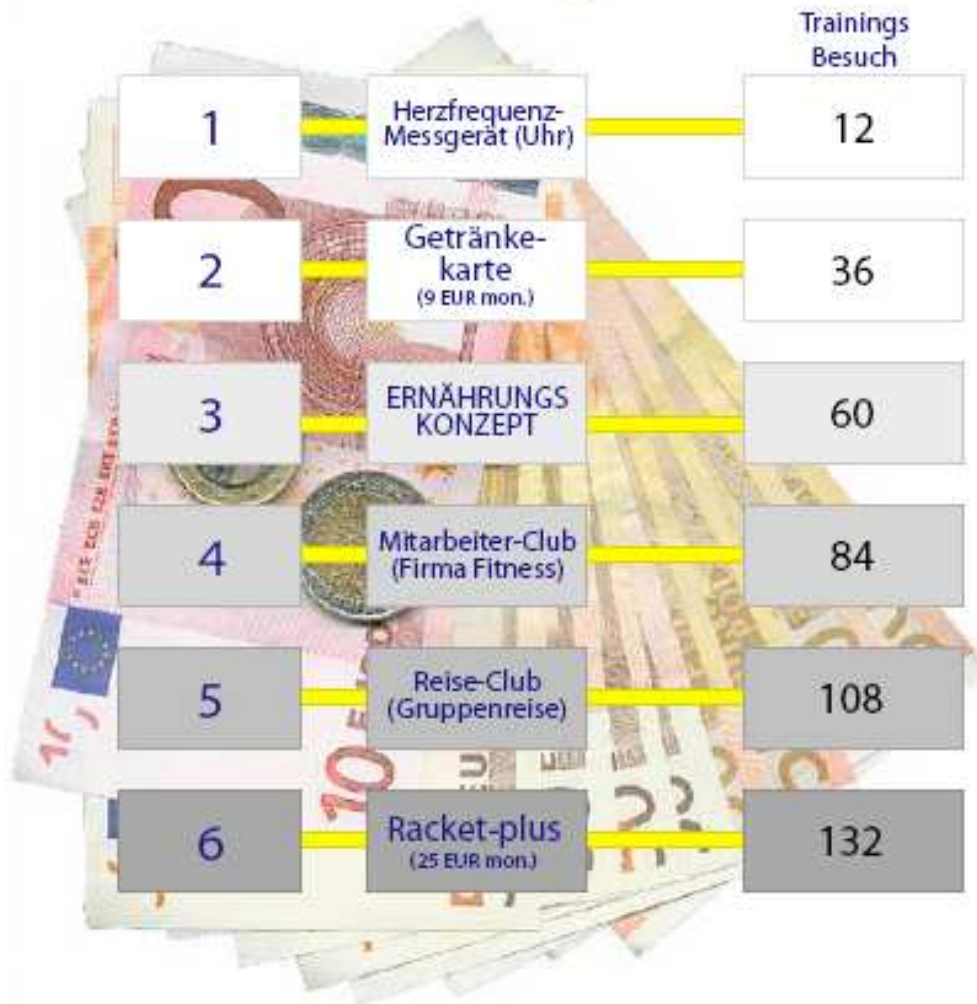 Trainings
Besuch
1
Herzfrequenz-
Messgerät (Uhr)
12
2
Getränke-
karte
(9 EUR mon.)
36
3
ERNÄHRUNGS
KONZEPT
60
4
Mitarbeiter-Club
(Firma Fitness)
84
5
Reise-Club
(Gruppenreise)
108
6
Racket-plus
(25 EUR mon.)
132
10